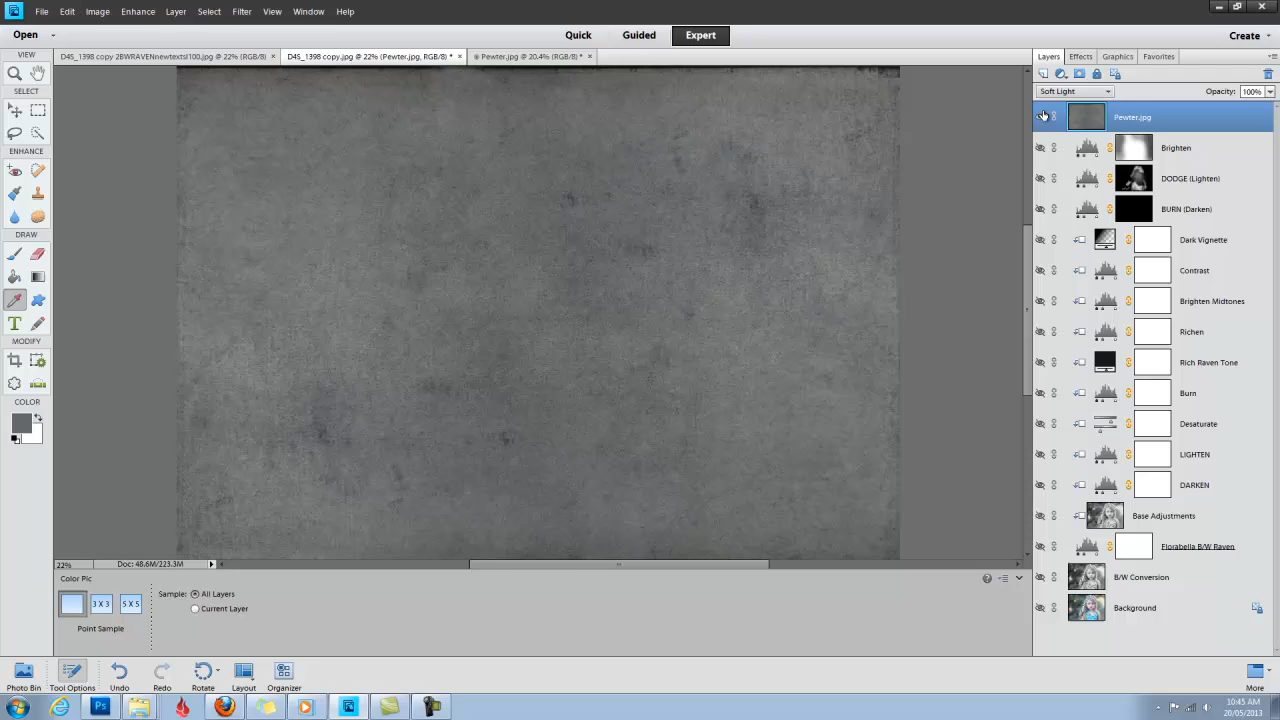 File Edit Image Enhance Layer Select Filter View Window Help
Open Quick Guided Expert Create
VIEW
D4S_1398 copy 2BWRAVENnewtextsl100.jpg @ 22% (RGB/8) × D4S_1398 copy.jpg @ 22% (Pewter.jpg, RGB/8) * × Pewter.jpg @ 20.4% (RGB/8) * ×
Layers Effects Graphics Favorites
SELECT
Soft Light Opacity: 100%
Pewter.jpg
Brighten
ENHANCE
DODGE (Lighten)
BURN (Darken)
DRAW
Dark Vignette
Contrast
Brighten Midtones
T
Richen
MODIFY
Rich Raven Tone
Burn
COLOR
Desaturate
LIGHTEN
DARKEN
Base Adjustments
Florabella B/W Raven
22% Doc: 48.6M/223.3M
Color Pic
B/W Conversion
Sample: All Layers
3 X 3 5 X 5
Current Layer
Background
Point Sample
Photo Bin Tool Options Undo Redo Rotate Layout Organizer More
Ps
10:45 AM
20/05/2013